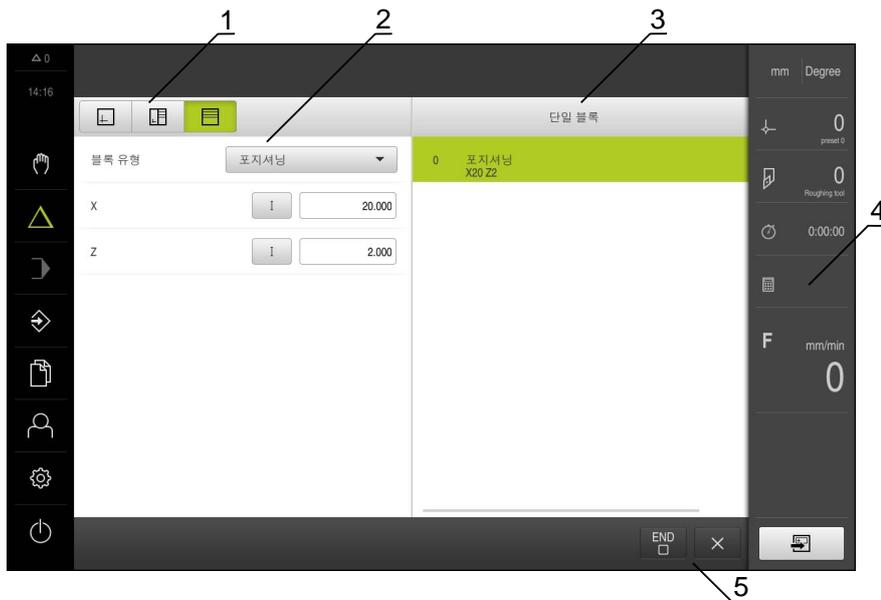 1
2
3
0
14:16
mm Degree
단일 블록
0
preset 0
블록 유형
포지셔닝
0 포지셔닝
X20 Z2
0
Roughing tool
X
I
20.000
4
0:00:00
Z
I
2.000
F
mm/min
0
END
5